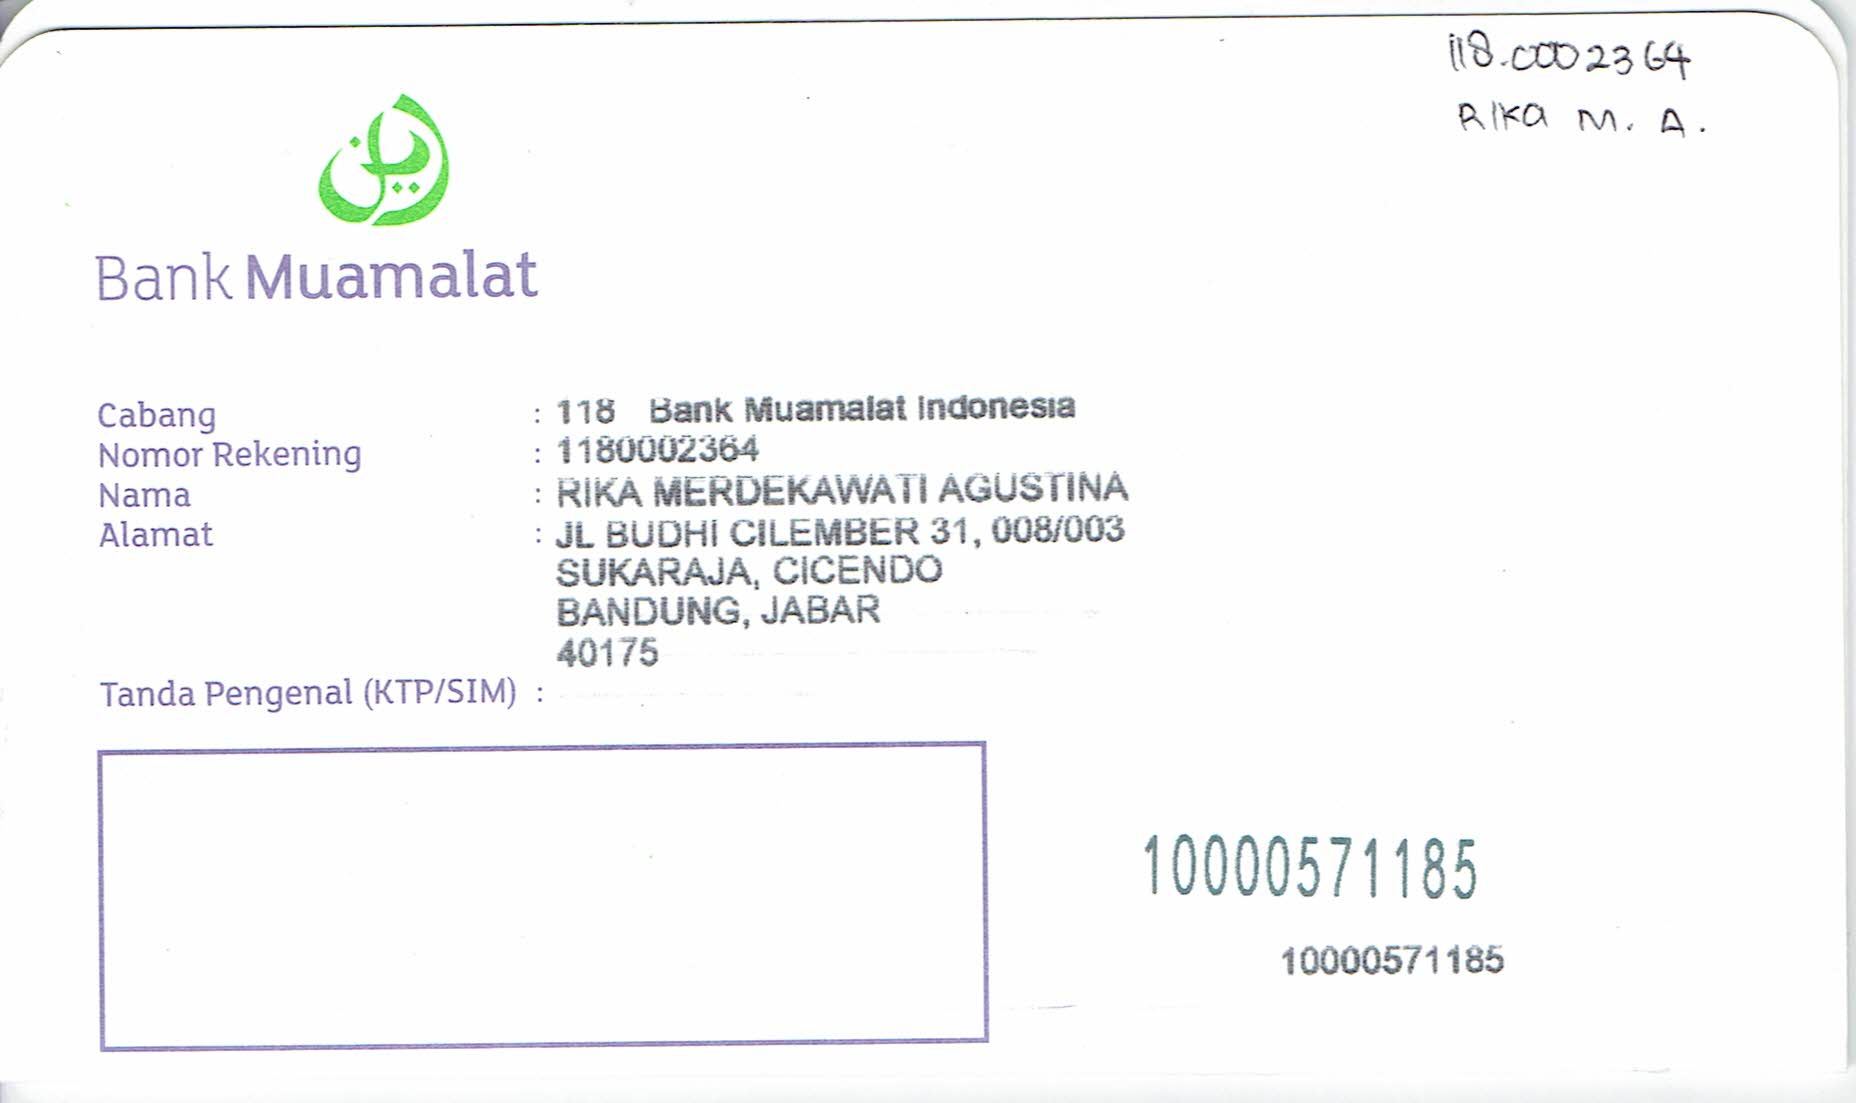 118.0002364
RIKA M. A.
Bank Muamalat
Cabang : 118 Bank Muamalat Indonesia
Nomor Rekening : 1180002364
Nama : RIKA MERDEKAWATI AGUSTINA
Alamat : JL BUDHI CILEMBER 31, 008/003
SUKARAJA, CICENDO
BANDUNG, JABAR
40175
Tanda Pengenal (KTP/SIM) :
10000571185
10000571185